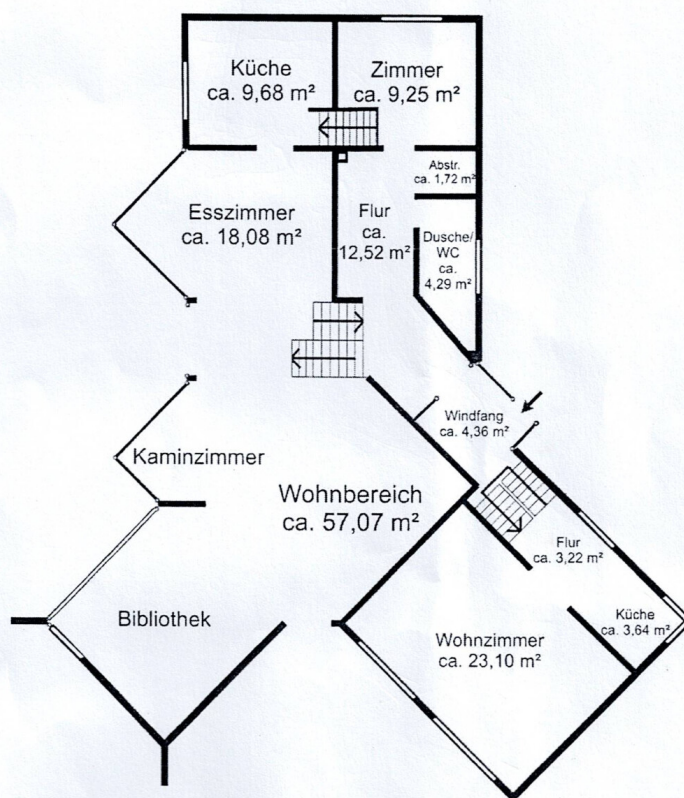 Küche
ca. 9,68 m²
Zimmer
ca. 9,25 m²
Abstr.
ca. 1,72 m²
Esszimmer
ca. 18,08 m²
Flur
ca.
12,52 m²
Dusche/
WC
ca.
4,29 m²
Windfang
ca. 4,36 m²
Kaminzimmer
Wohnbereich
ca. 57,07 m²
Flur
ca. 3,22 m²
Bibliothek
Küche
ca. 3,64 m²
Wohnzimmer
ca. 23,10 m²